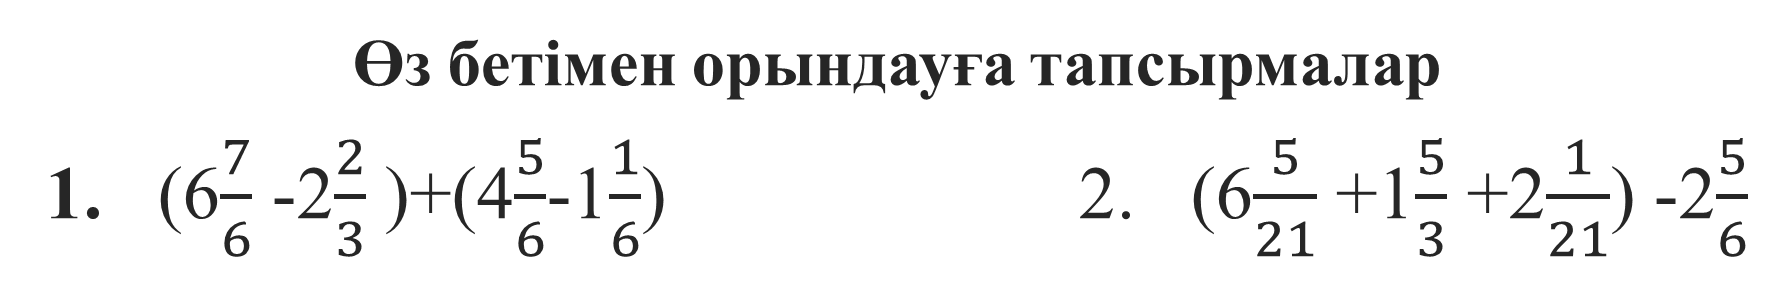 Өз бетімен орындауға тапсырмалар
1. (6 7/6 -2 2/3 )+(4 5/6-1 1/6) 2. (6 5/21 +1 5/3 +2 1/21) -2 5/6